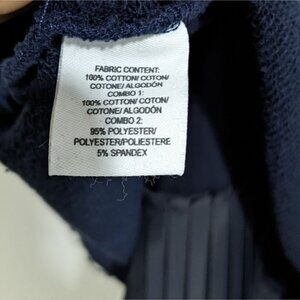 FABRIC CONTENT:
100% COTTON/COTON/
COTONE/ALGODÓN
COMBO 1:
100% COTTON/COTON/
COTONE/ALGODÓN
COMBO 2:
95% POLYESTER/
POLYESTER/POLIESTERE
5% SPANDEX